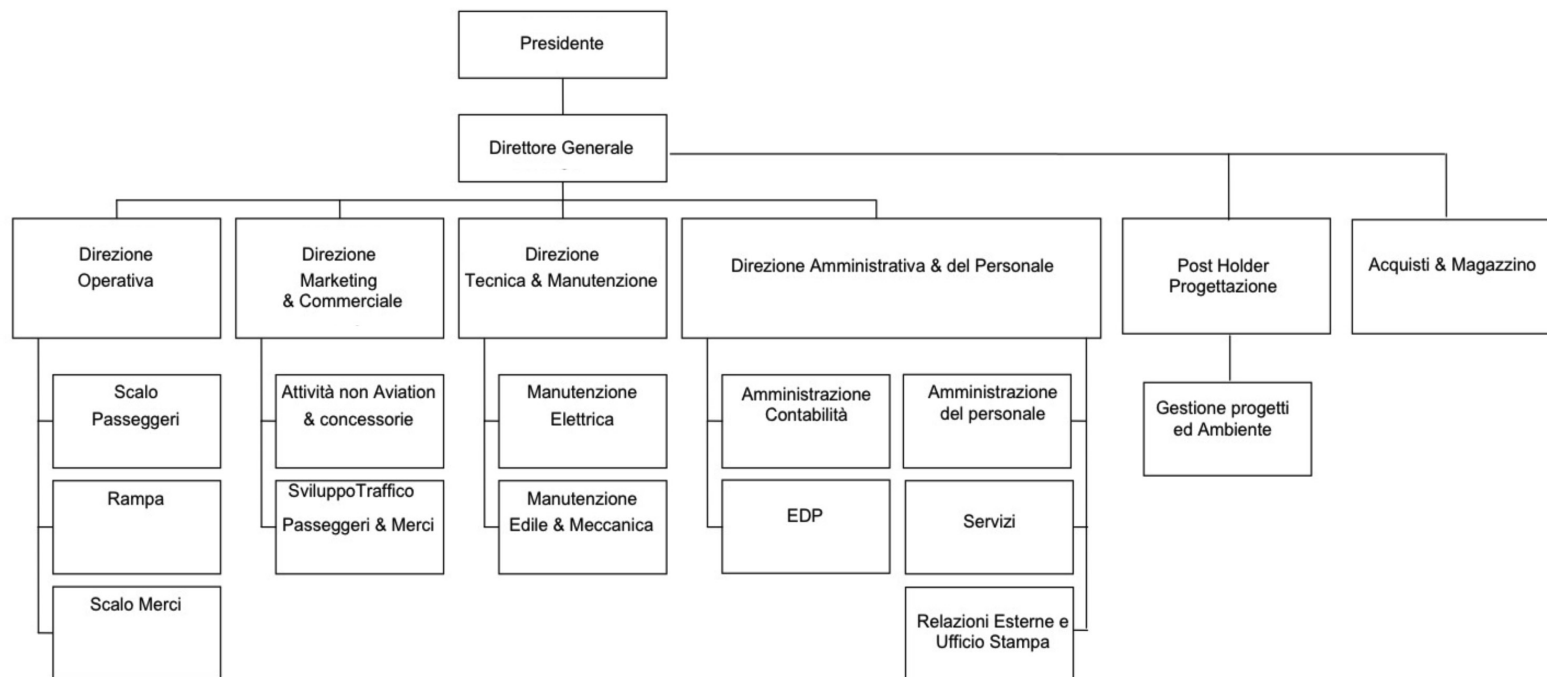 Presidente
Direttore Generale
Direzione
Operativa
Direzione
Marketing
& Commerciale
Direzione
Tecnica & Manutenzione
Direzione Amministrativa & del Personale
Post Holder
Progettazione
Acquisti & Magazzino
Scalo
Passeggeri
Rampa
Scalo Merci
Attività non Aviation
& concessorie
SviluppoTraffico
Passeggeri & Merci
Manutenzione
Elettrica
Manutenzione
Edile & Meccanica
Amministrazione
Contabilità
EDP
Amministrazione
del personale
Servizi
Relazioni Esterne e
Ufficio Stampa
Gestione progetti
ed Ambiente